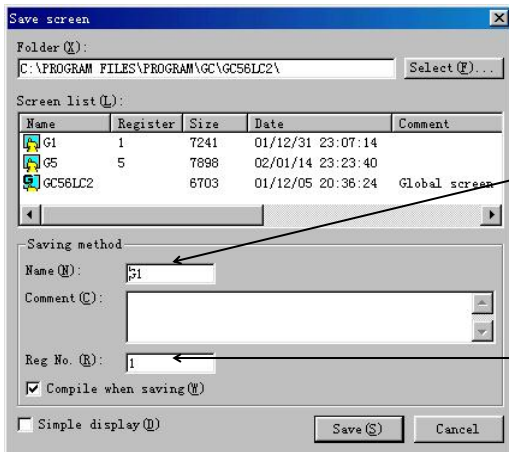 Save screen
Folder(X):
C:\PROGRAM FILES\PROGRAM\GC\GC56LC2\ Select(F)...
Screen list(L):
Name Register Size Date Comment
G1 1 7241 01/12/31 23:07:14
G5 5 7898 02/01/14 23:23:40
GC56LC2 6703 01/12/05 20:36:24 Global screen
Saving method
Name(N): G1
Comment(C):
Reg No. (R): 1
Compile when saving(W)
Simple display(D) Save(S) Cancel